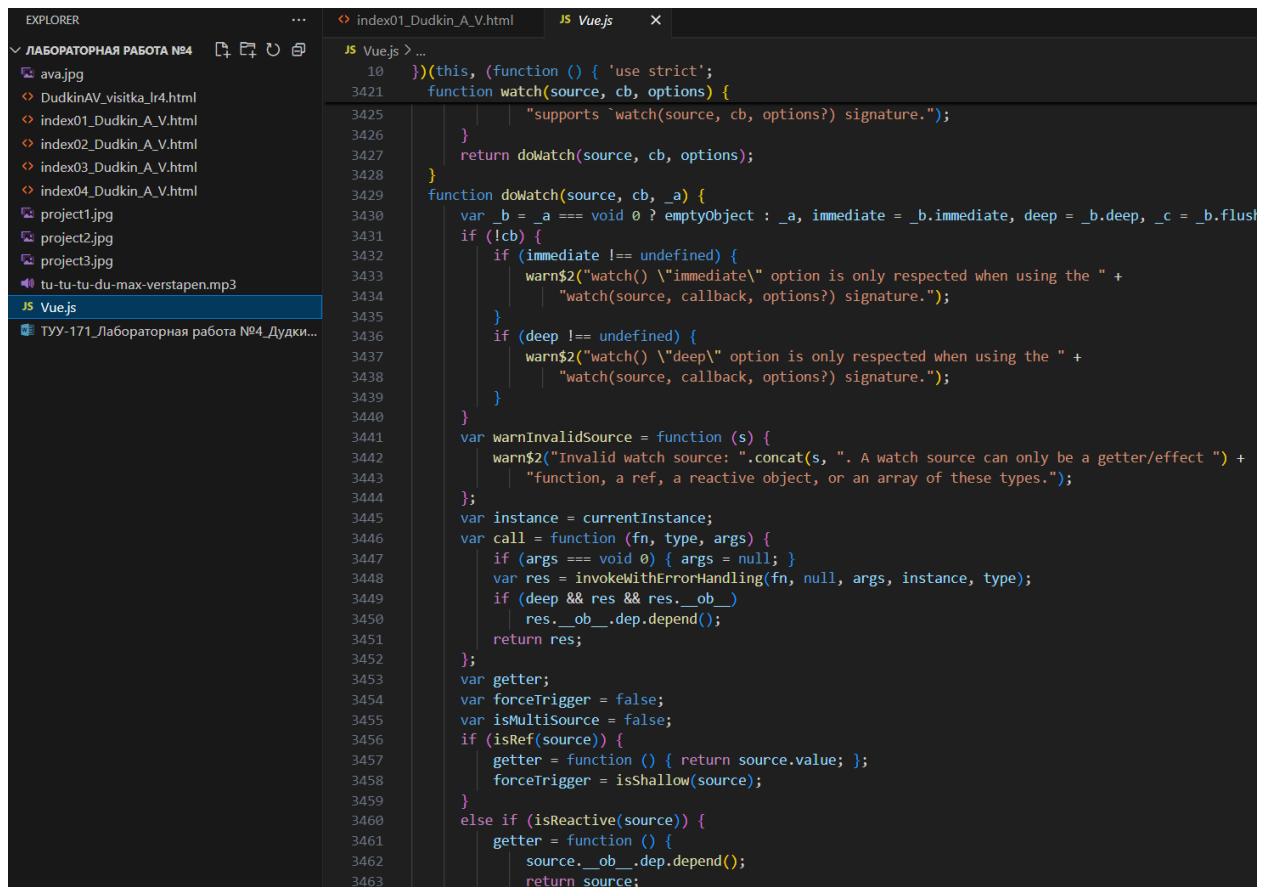 EXPLORER
ЛАБОРАТОРНАЯ РАБОТА №4
ava.jpg
DudkinAV_visitka_lr4.html
index01_Dudkin_A_V.html
index02_Dudkin_A_V.html
index03_Dudkin_A_V.html
index04_Dudkin_A_V.html
project1.jpg
project2.jpg
project3.jpg
tu-tu-tu-du-max-verstapen.mp3
JS Vue.js
ТУУ-171_Лабораторная работа №4_Дудки...
index01_Dudkin_A_V.html
JS Vue.js
JS Vue.js > ...
10 })(this, (function () { 'use strict';
3421 function watch(source, cb, options) {
3425 "supports `watch(source, cb, options?) signature.");
3426 }
3427 return doWatch(source, cb, options);
3428 }
3429 function doWatch(source, cb, _a) {
3430 var _b = _a === void 0 ? emptyObject : _a, immediate = _b.immediate, deep = _b.deep, _c = _b.flush
3431 if (!cb) {
3432 if (immediate !== undefined) {
3433 warn$2("watch() \"immediate\" option is only respected when using the " +
3434 "watch(source, callback, options?) signature.");
3435 }
3436 if (deep !== undefined) {
3437 warn$2("watch() \"deep\" option is only respected when using the " +
3438 "watch(source, callback, options?) signature.");
3439 }
3440 }
3441 var warnInvalidSource = function (s) {
3442 warn$2("Invalid watch source: ".concat(s, ". A watch source can only be a getter/effect ") +
3443 "function, a ref, a reactive object, or an array of these types.");
3444 };
3445 var instance = currentInstance;
3446 var call = function (fn, type, args) {
3447 if (args === void 0) { args = null; }
3448 var res = invokeWithErrorHandling(fn, null, args, instance, type);
3449 if (deep && res && res.__ob__)
3450 res.__ob__.dep.depend();
3451 return res;
3452 };
3453 var getter;
3454 var forceTrigger = false;
3455 var isMultiSource = false;
3456 if (isRef(source)) {
3457 getter = function () { return source.value; };
3458 forceTrigger = isShallow(source);
3459 }
3460 else if (isReactive(source)) {
3461 getter = function () {
3462 source.__ob__.dep.depend();
3463 return source;